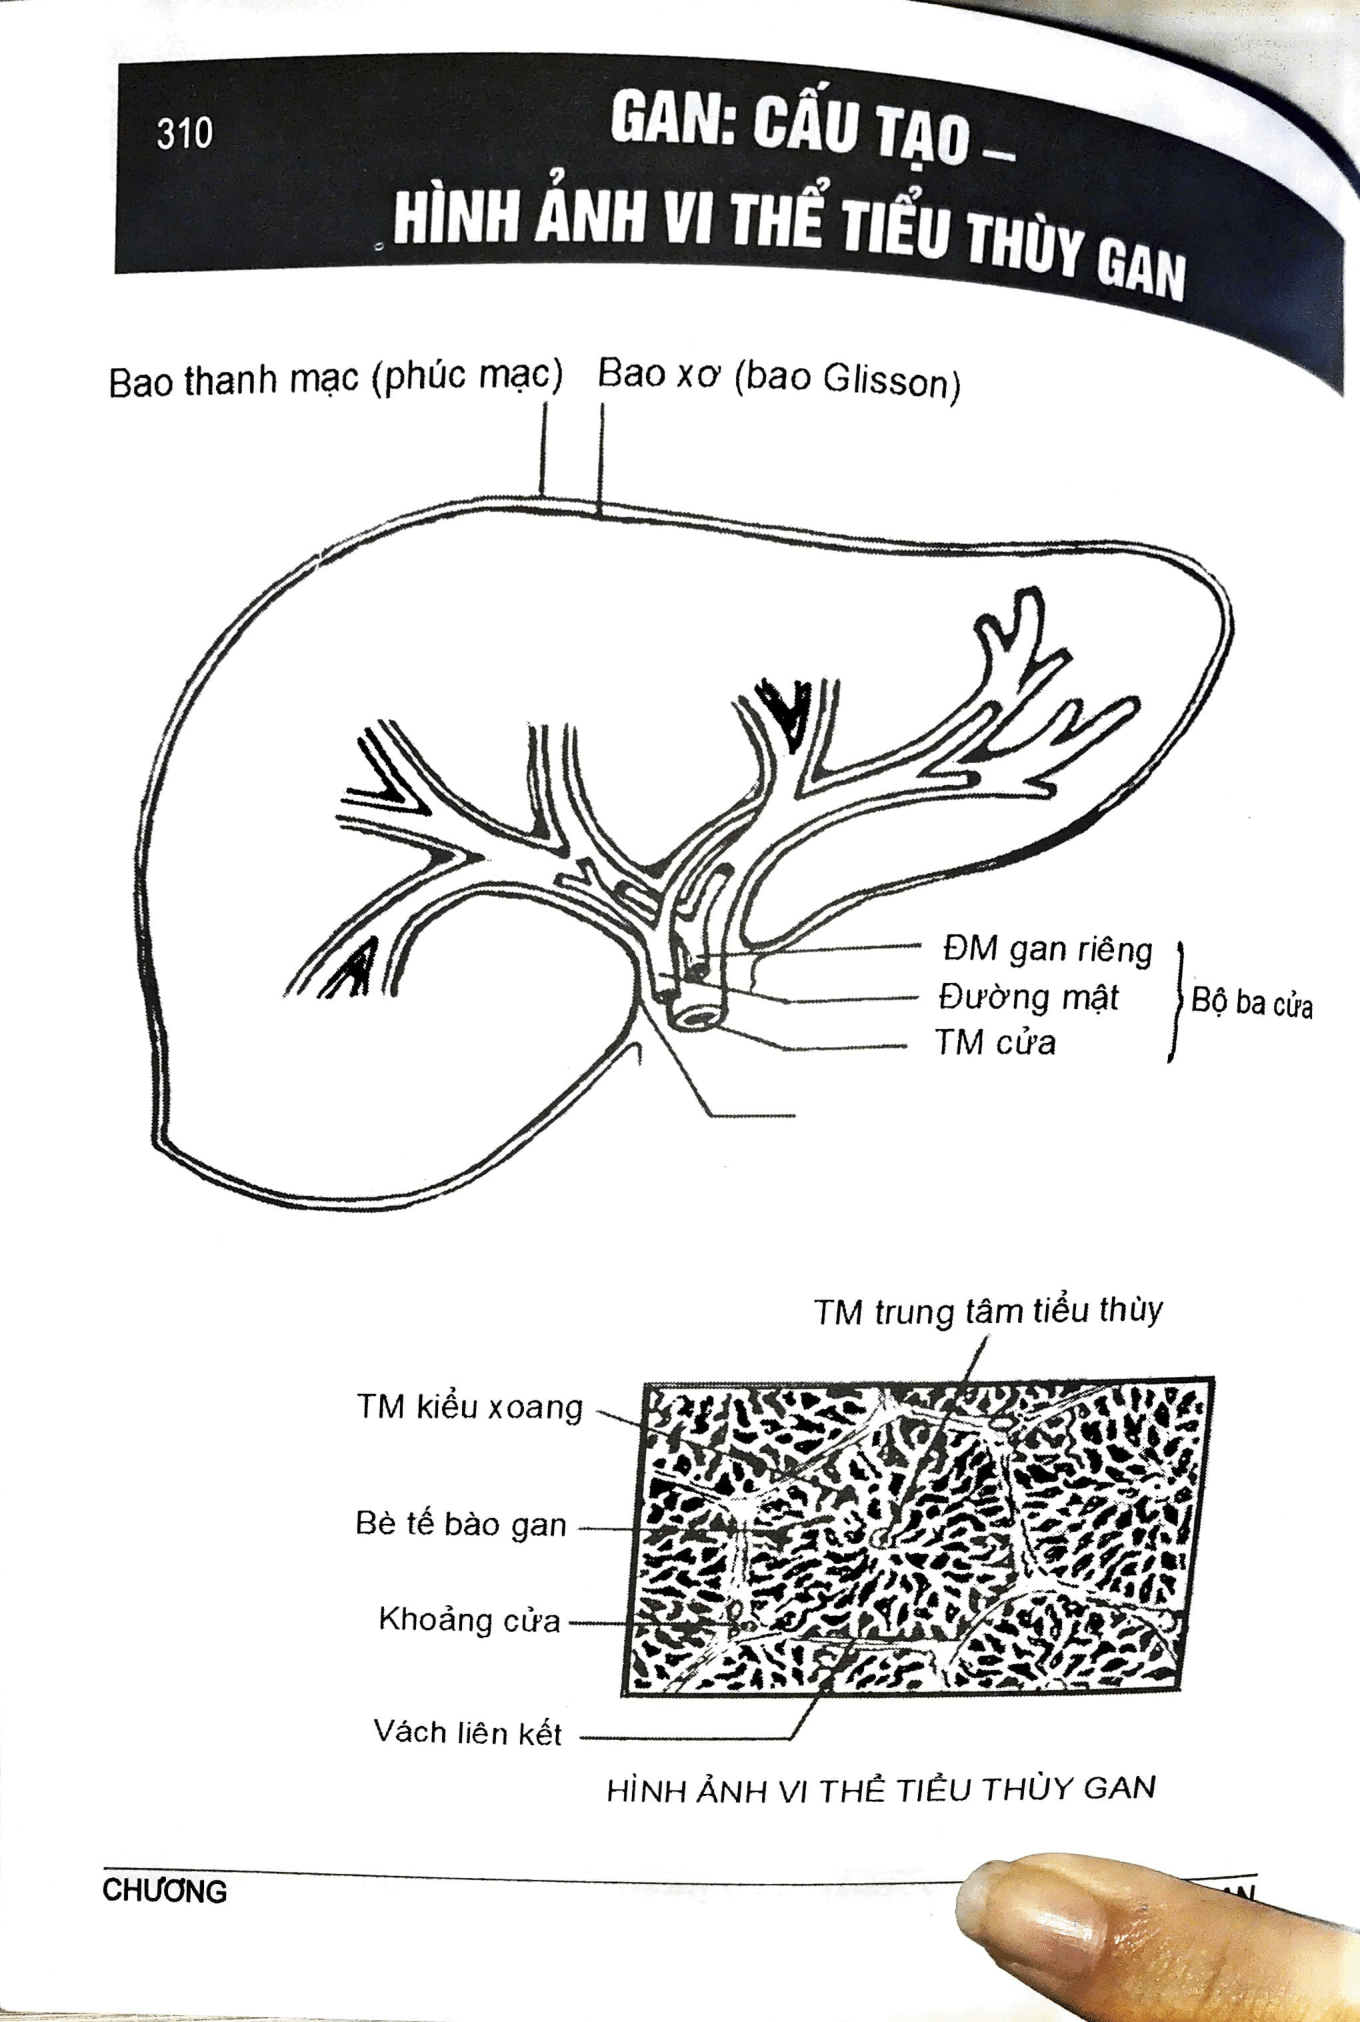 310
GAN: CẤU TẠO –
HÌNH ẢNH VI THỂ TIỂU THÙY GAN
Bao thanh mạc (phúc mạc) Bao xơ (bao Glisson)
ĐM gan riêng
Đường mật
Bộ ba cửa
TM cửa
TM trung tâm tiểu thùy
TM kiểu xoang
Bè tế bào gan
Khoảng cửa
Vách liên kết
HÌNH ẢNH VI THỂ TIỂU THÙY GAN
CHƯƠNG